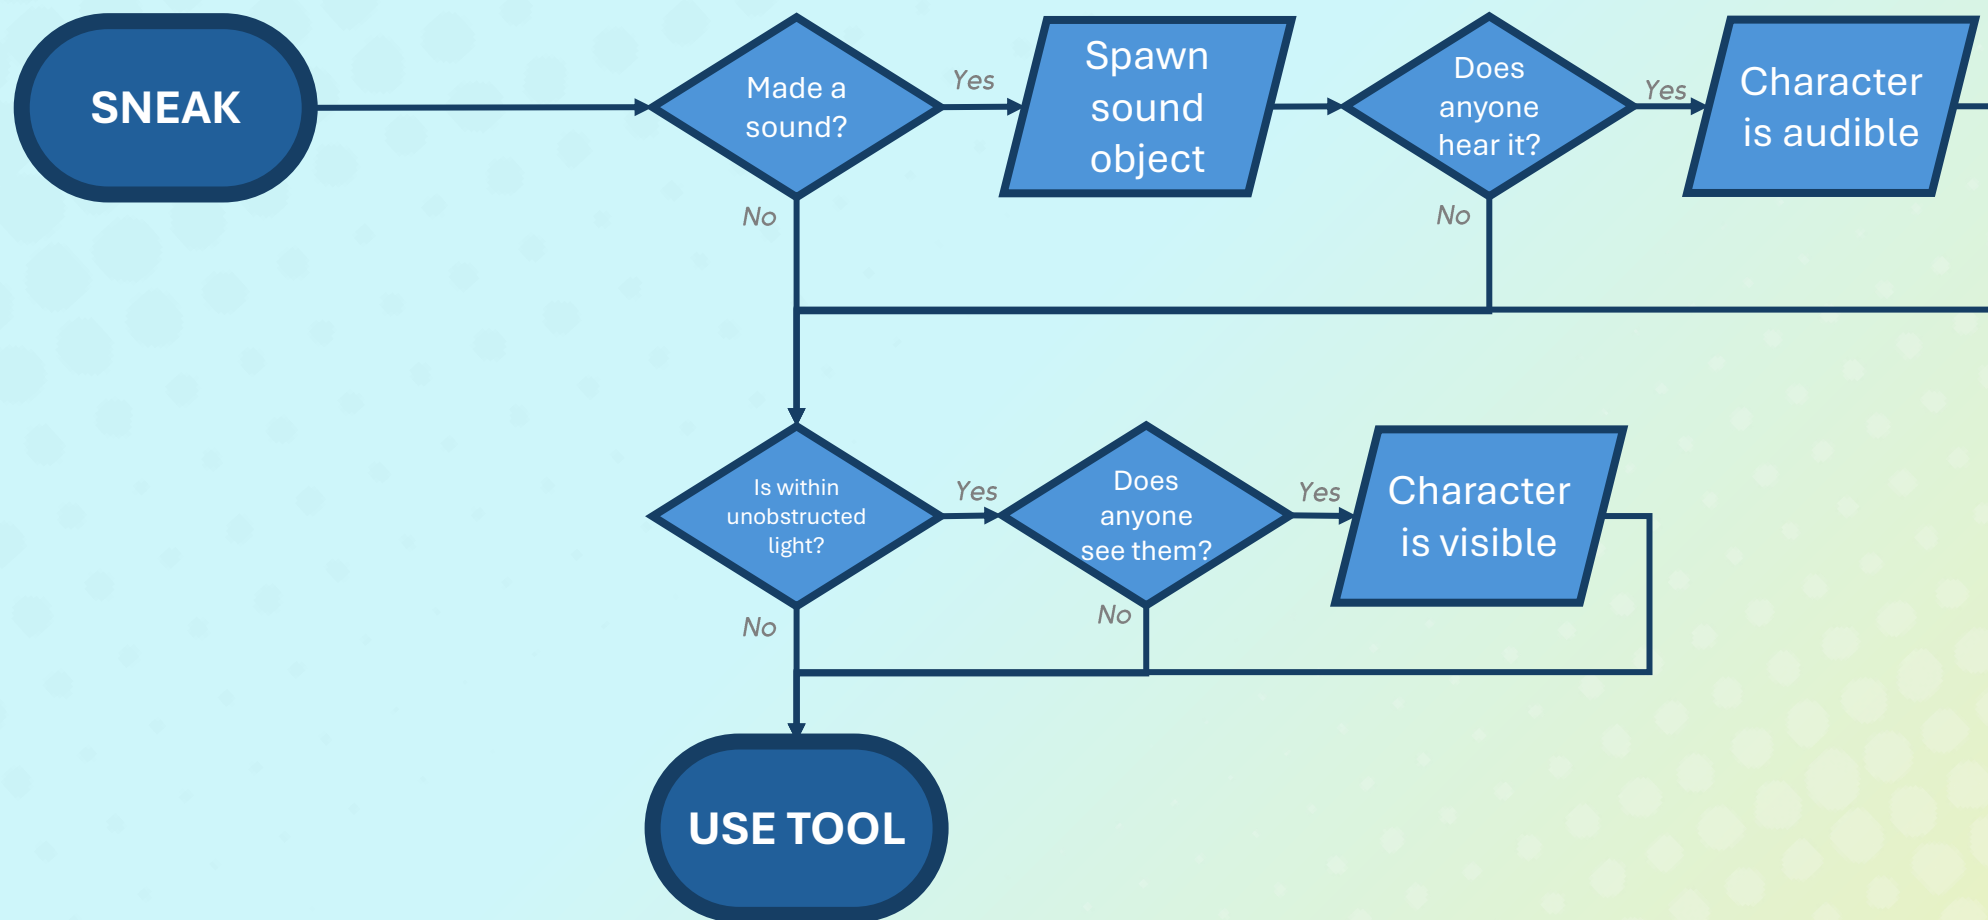 SNEAK
Made a
sound?
Yes
Spawn
sound
object
Does
anyone
hear it?
Yes
Character
is audible
No
No
Is within
unobstructed
light?
Yes
Does
anyone
see them?
Yes
Character
is visible
No
No
USE TOOL